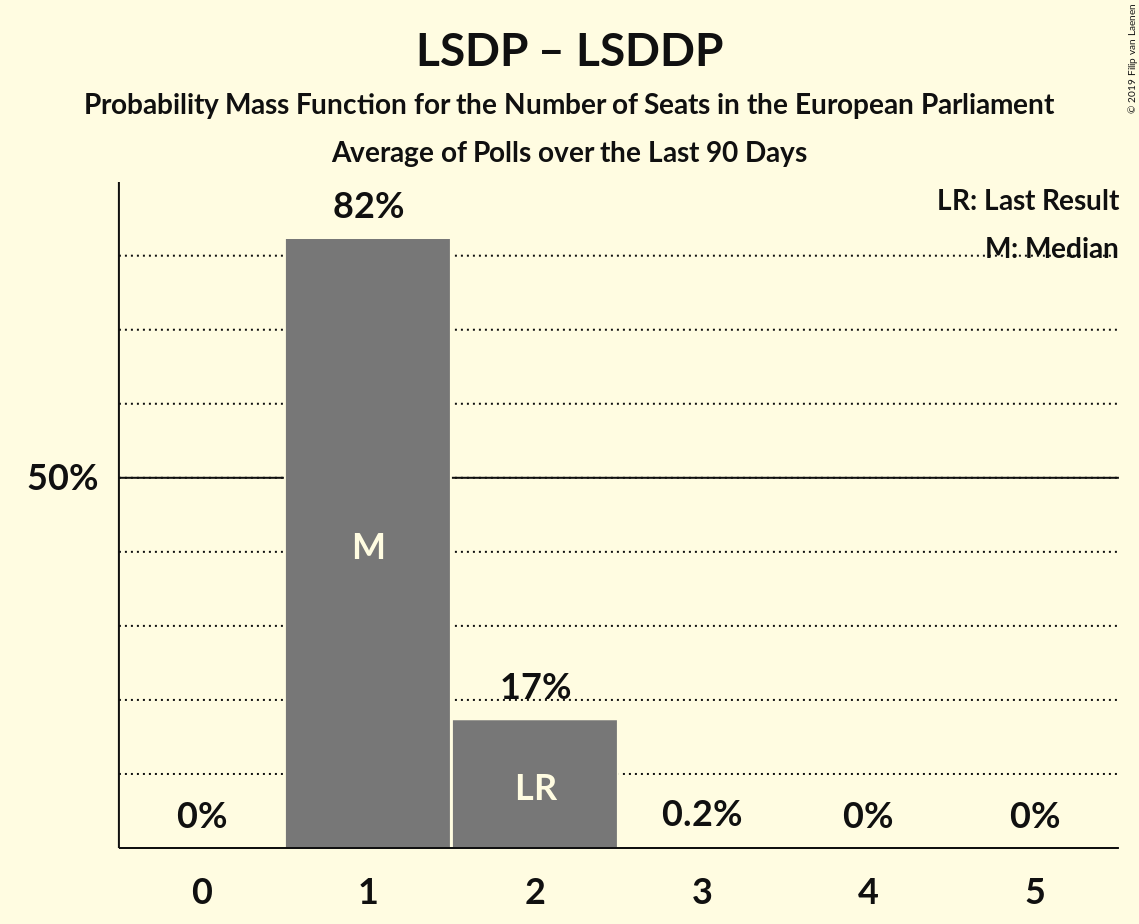 LSDP – LSDDP
Probability Mass Function for the Number of Seats in the European Parliament
Average of Polls over the Last 90 Days
© 2019 Filip van Laenen
LR: Last Result
M: Median
82%
50%
M
17%
LR
0%
0.2%
0%
0%
0 1 2 3 4 5